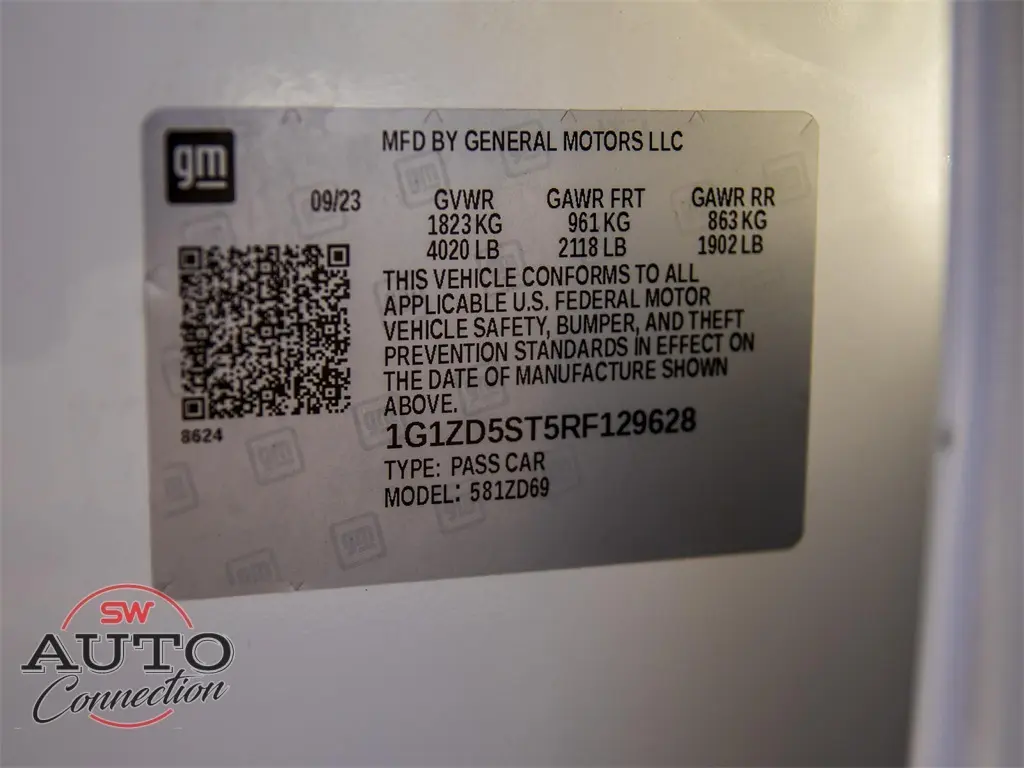 gm
MFD BY GENERAL MOTORS LLC
09/23 GVWR GAWR FRT GAWR RR
1823 KG 961 KG 863 KG
4020 LB 2118 LB 1902 LB
THIS VEHICLE CONFORMS TO ALL
APPLICABLE U.S. FEDERAL MOTOR
VEHICLE SAFETY, BUMPER, AND THEFT
PREVENTION STANDARDS IN EFFECT ON
THE DATE OF MANUFACTURE SHOWN
ABOVE.
8624
1G1ZD5ST5RF129628
TYPE: PASS CAR
MODEL: 581ZD69
SW
AUTO
Connection